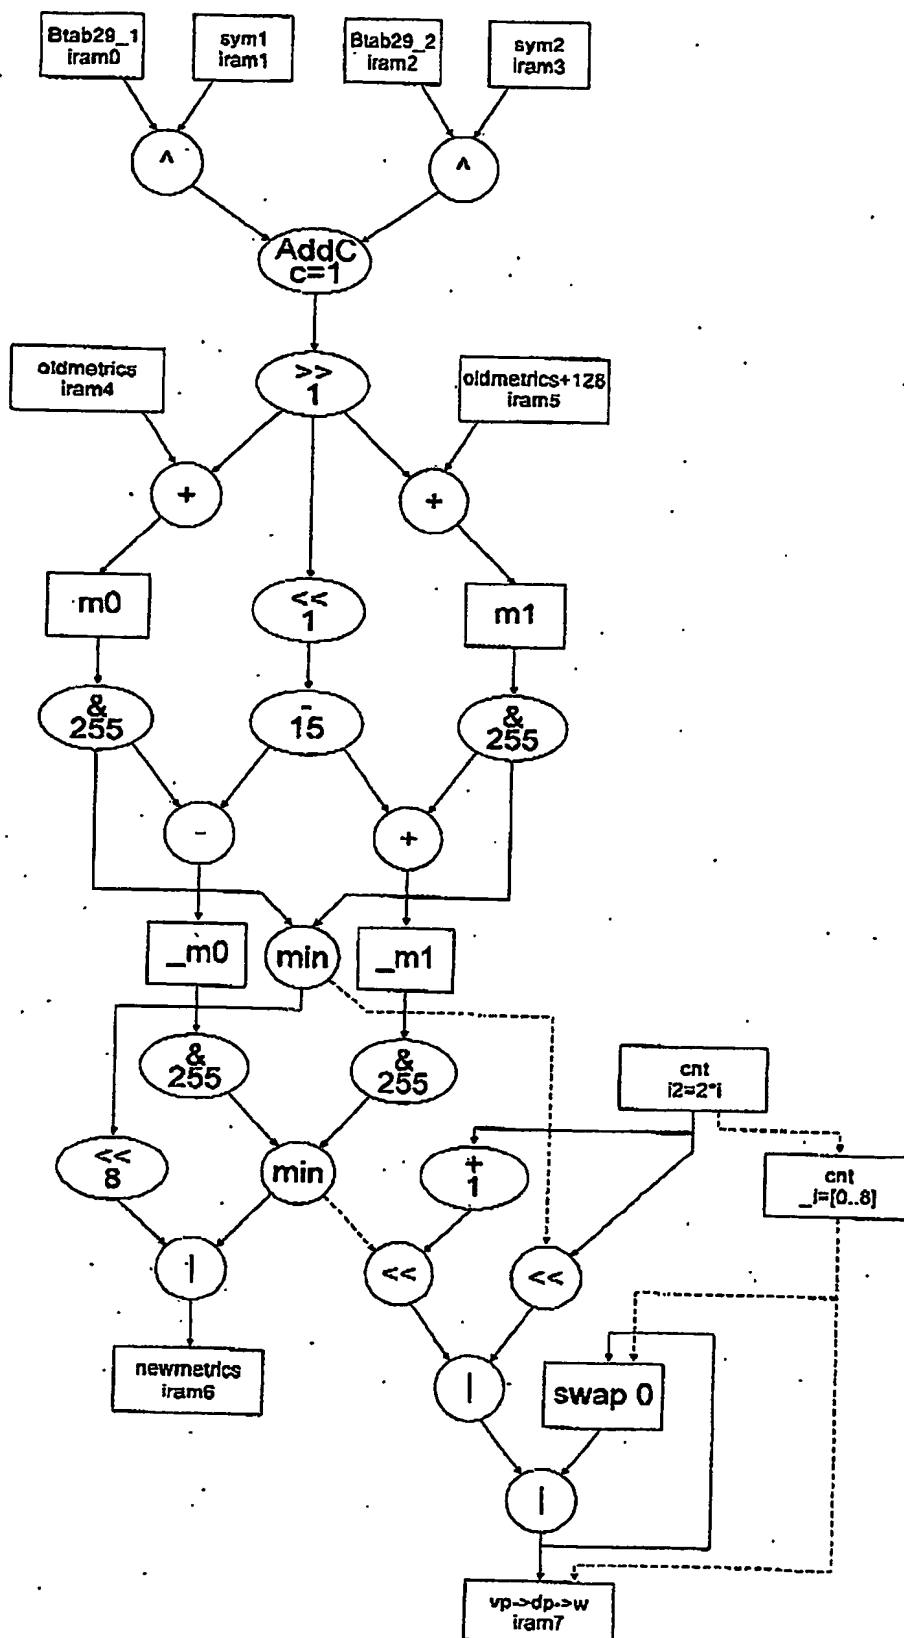 Btab29_1
iram0
sym1
iram1
Btab29_2
iram2
sym2
iram3
^
^
AddC
c=1
oldmetrics
iram4
>>
1
oldmetrics+128
iram5
+
+
m0
<<
1
m1
&
255
-
15
&
255
-
+
_m0
min
_m1
&
255
&
255
cnt
i2=2*i
<<
8
min
+
1
cnt
_i=[0..8]
|
<<
<<
newmetrics
iram6
|
swap 0
|
vp->dp->w
iram7